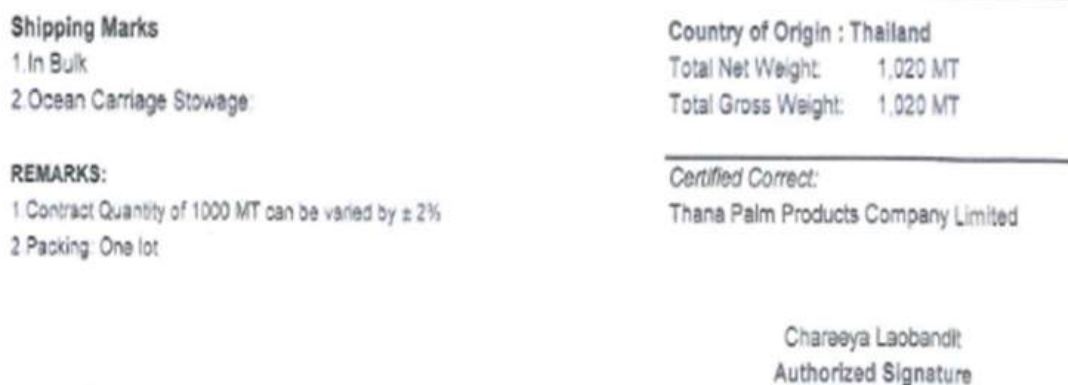 Shipping Marks
1.In Bulk
2.Ocean Carriage Stowage:
REMARKS:
1.Contract Quantity of 1000 MT can be varied by ± 2%
2.Packing: One lot
Country of Origin : Thailand
Total Net Weight: 1,020 MT
Total Gross Weight: 1,020 MT
Certified Correct:
Thana Palm Products Company Limited
Chareeya Laobandit
Authorized Signature